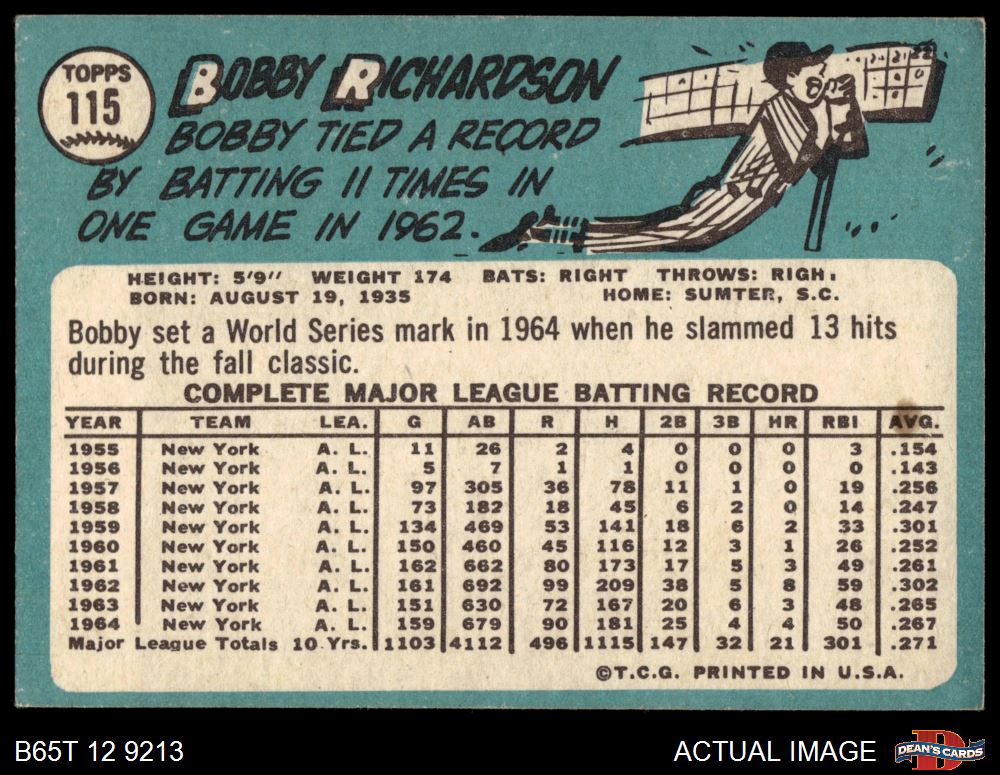 TOPPS
115
BOBBY RICHARDSON
BOBBY TIED A RECORD
BY BATTING 11 TIMES IN
ONE GAME IN 1962.
HEIGHT: 5'9" WEIGHT 174 BATS: RIGHT THROWS: RIGH.
BORN: AUGUST 19, 1935 HOME: SUMTER, S.C.
Bobby set a World Series mark in 1964 when he slammed 13 hits
during the fall classic.
COMPLETE MAJOR LEAGUE BATTING RECORD
YEAR TEAM LEA. G AB R H 2B 3B HR RBI AVG.
1955 New York A. L. 11 26 2 4 0 0 0 3 .154
1956 New York A. L. 5 7 1 1 0 0 0 0 .143
1957 New York A. L. 97 305 36 78 11 1 0 19 .256
1958 New York A. L. 73 182 18 45 6 2 0 14 .247
1959 New York A. L. 134 469 53 141 18 6 2 33 .301
1960 New York A. L. 150 460 45 116 12 3 1 26 .252
1961 New York A. L. 162 662 80 173 17 5 3 49 .261
1962 New York A. L. 161 692 99 209 38 5 8 59 .302
1963 New York A. L. 151 630 72 167 20 6 3 48 .265
1964 New York A. L. 159 679 90 181 25 4 4 50 .267
Major League Totals 10 Yrs. 1103 4112 496 1115 147 32 21 301 .271
©T.C.G. PRINTED IN U.S.A.
B65T 12 9213 ACTUAL IMAGE DEAN'S CARDS